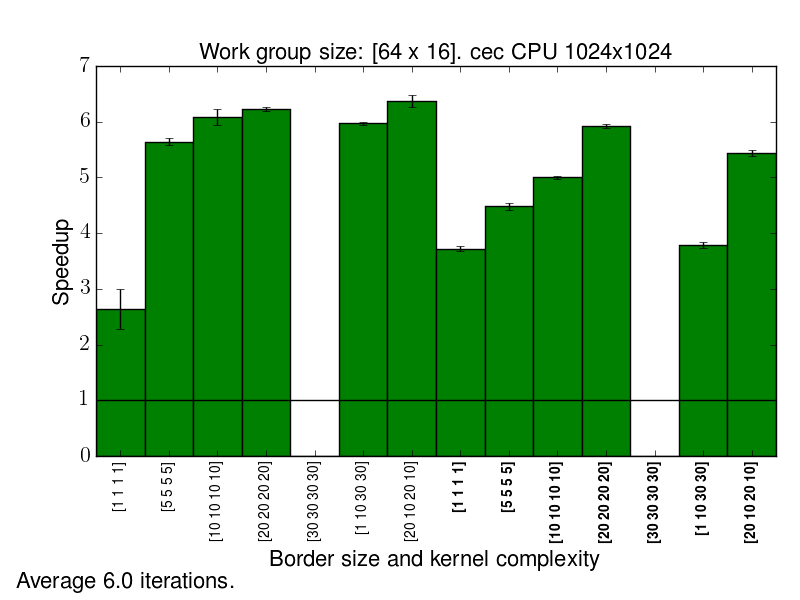 Work group size: [64 x 16]. cec CPU 1024x1024
7
6
5
4
3
2
1
0
Speedup
[1 1 1 1]
[5 5 5 5]
[10 10 10 10]
[20 20 20 20]
[30 30 30 30]
[1 10 30 30]
[20 10 20 10]
[1 1 1 1]
[5 5 5 5]
[10 10 10 10]
[20 20 20 20]
[30 30 30 30]
[1 10 30 30]
[20 10 20 10]
Border size and kernel complexity
Average 6.0 iterations.